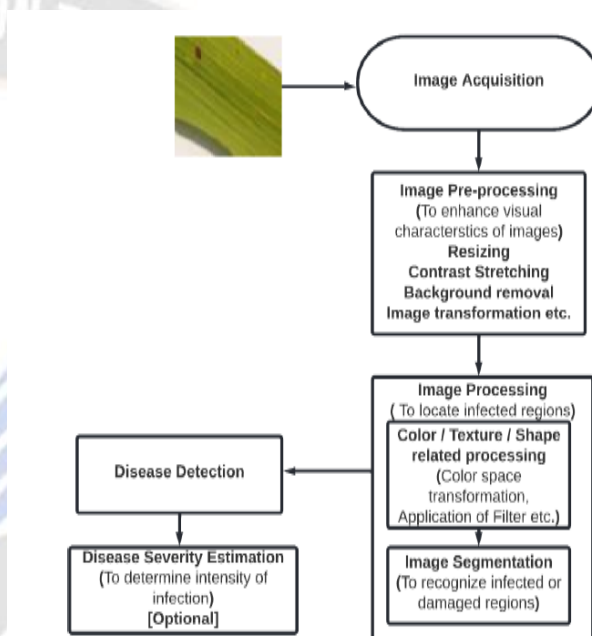 Image Acquisition
Image Pre-processing
(To enhance visual
characterstics of images)
Resizing
Contrast Stretching
Background removal
Image transformation etc.
Image Processing
( To locate infected regions)
Color / Texture / Shape
related processing
(Color space
transformation,
Application of Filter etc.)
Image Segmentation
(To recognize infected or
damaged regions)
Disease Detection
Disease Severity Estimation
(To determine intensity of
infection)
[Optional]